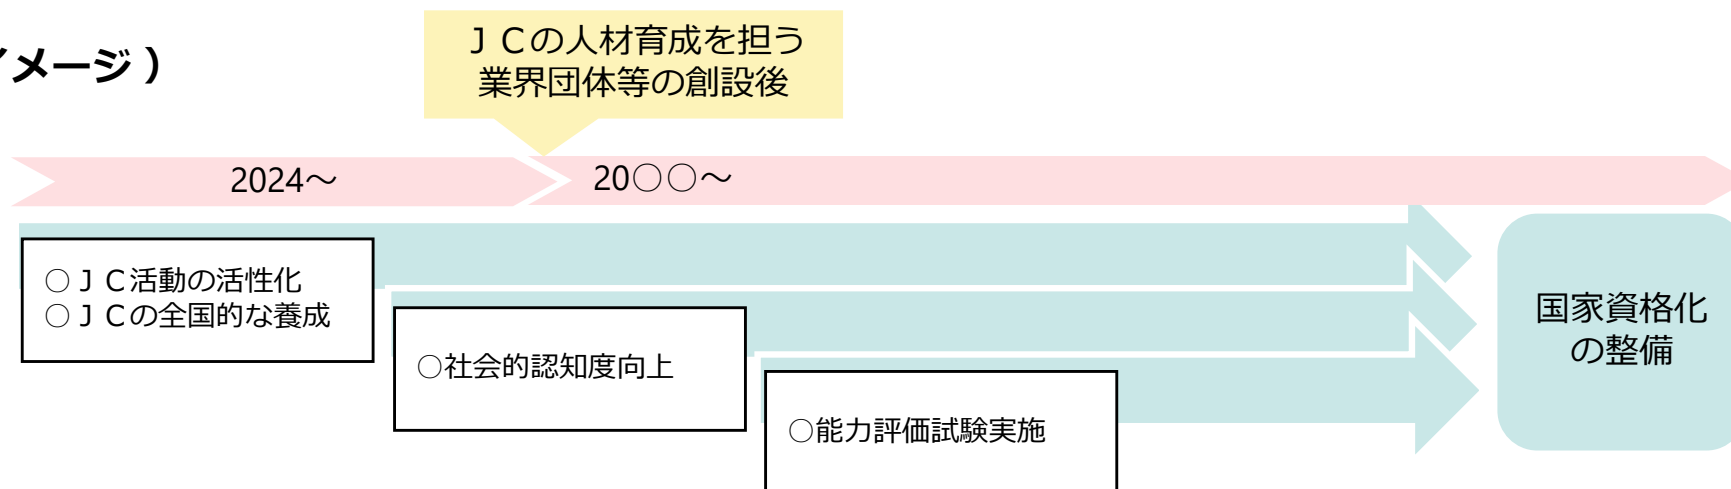 メージ）
ＪＣの人材育成を担う
業界団体等の創設後
2024～
20○○～
○ＪＣ活動の活性化
○ＪＣの全国的な養成
○社会的認知度向上
○能力評価試験実施
国家資格化
の整備